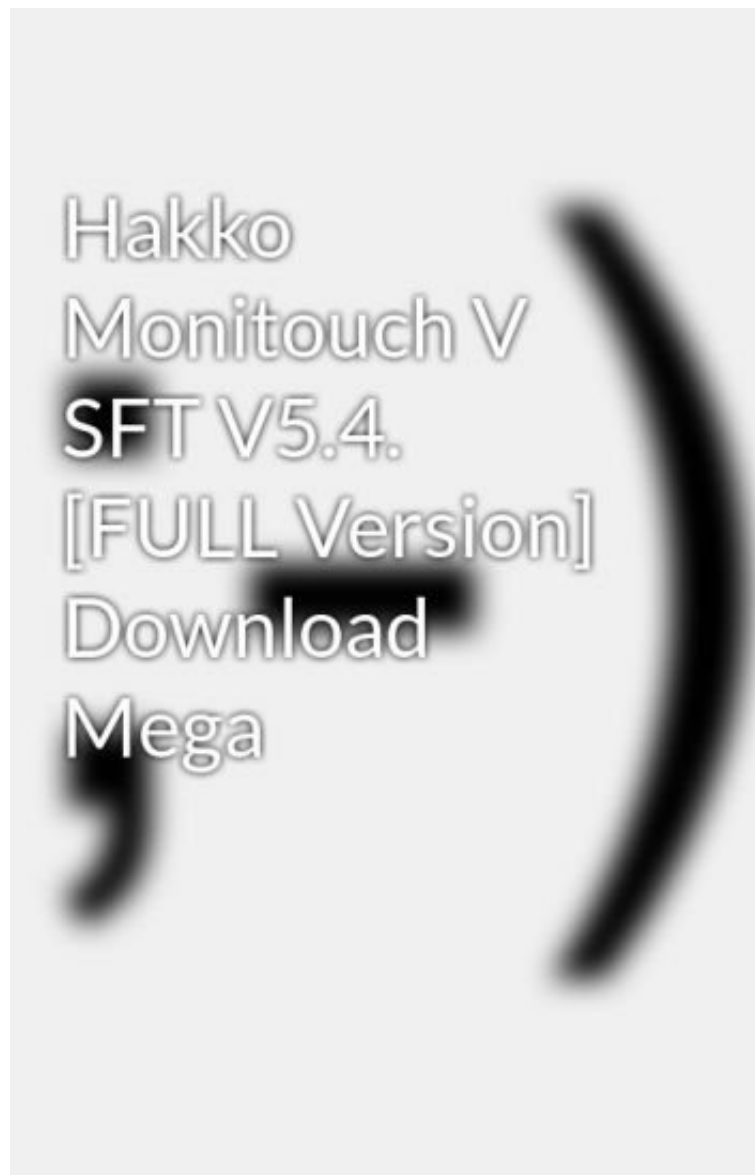 Hakko
Monitouch V
SFT V5.4.
[FULL Version]
Download
Mega
;-)